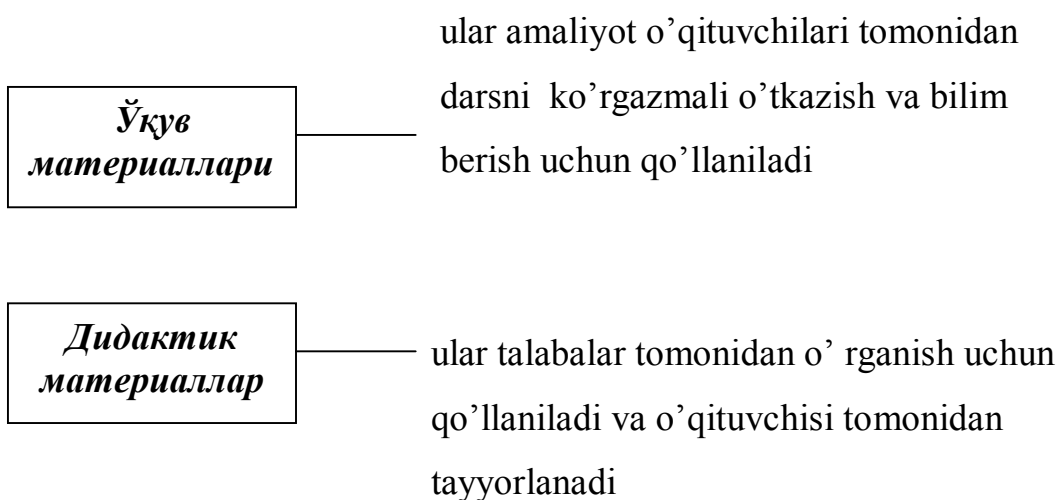 ular amaliyot o’qituvchilari tomonidan
darsni ko’rgazmali o’tkazish va bilim
berish uchun qo’llaniladi
Ўқув
материаллари
Дидактик
материаллар
ular talabalar tomonidan o’ rganish uchun
qo’llaniladi va o’qituvchisi tomonidan
tayyorlanadi